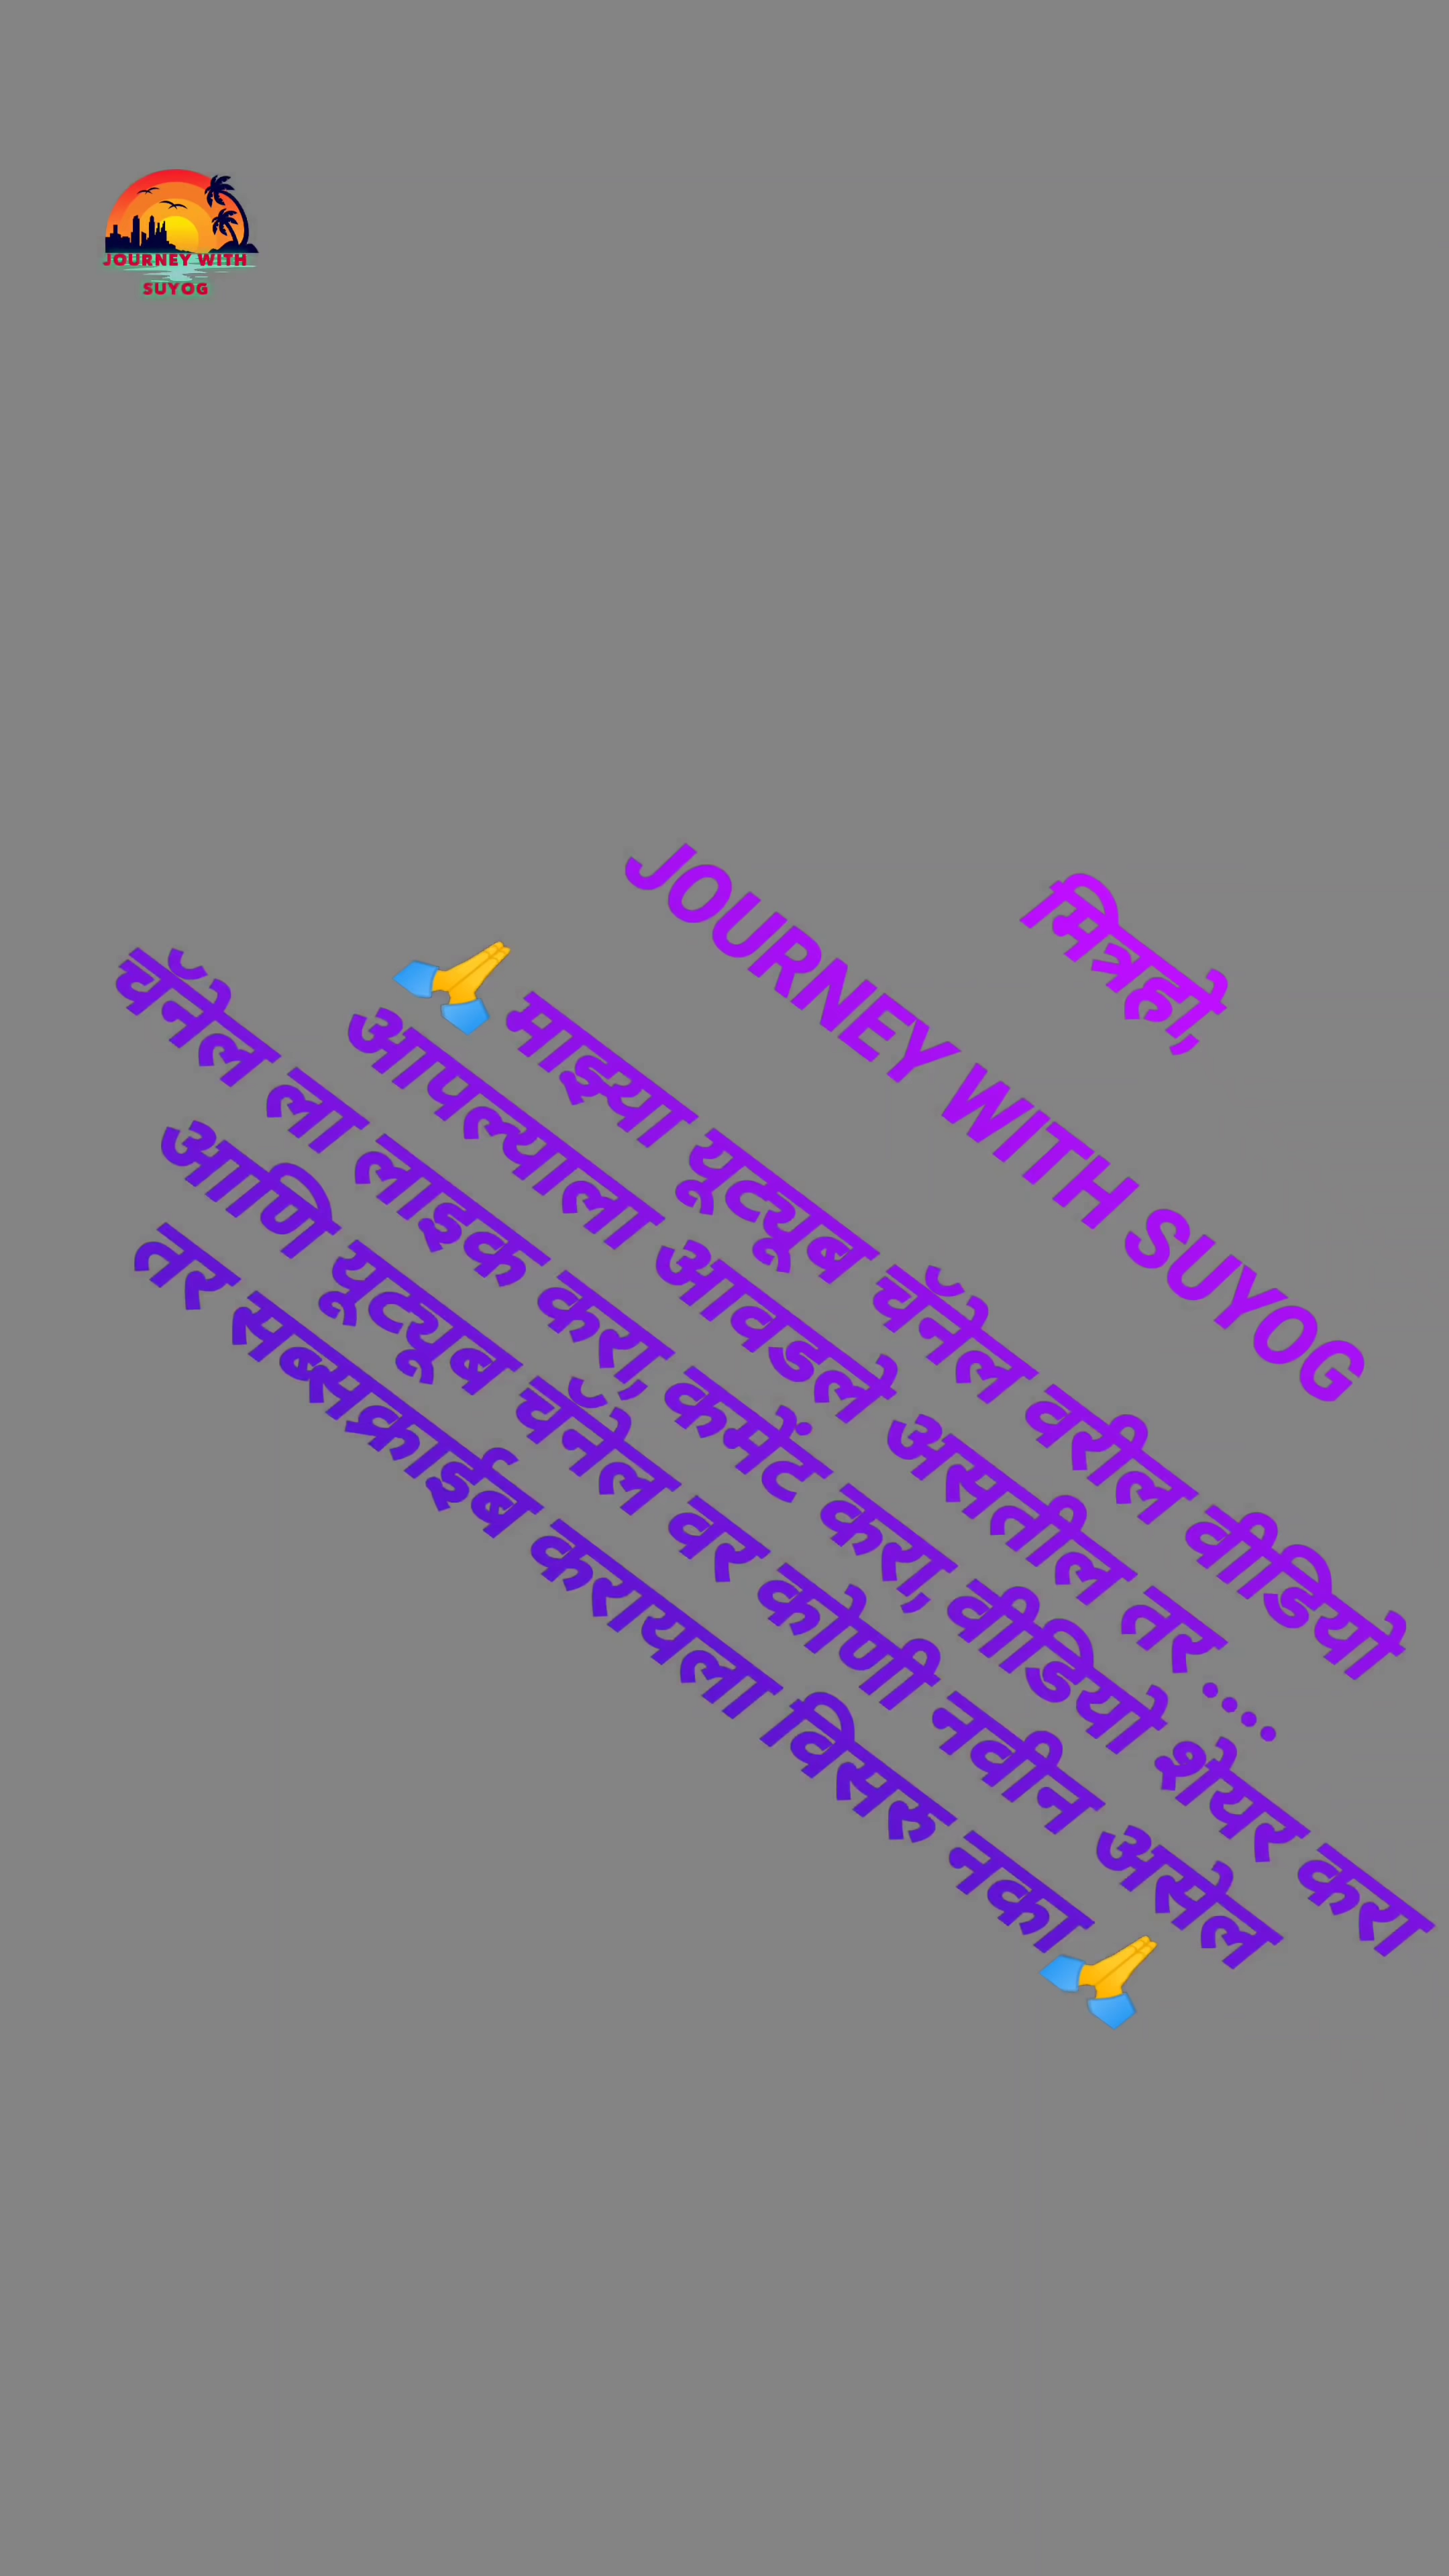 JOURNEY WITH
SUYOG
मित्रहो,
JOURNEY WITH SUYOG
🙏 माझ्या यूट्यूब चॅनेल वरील वीडियो
आपल्याला आवडले असतील तर ....
चॅनेल ला लाइक करा, कमेंट करा, वीडियो शेयर करा
आणि यूट्यूब चॅनेल वर कोणी नवीन असेल
तर सब्सक्राईब करायला विसरु नका 🙏